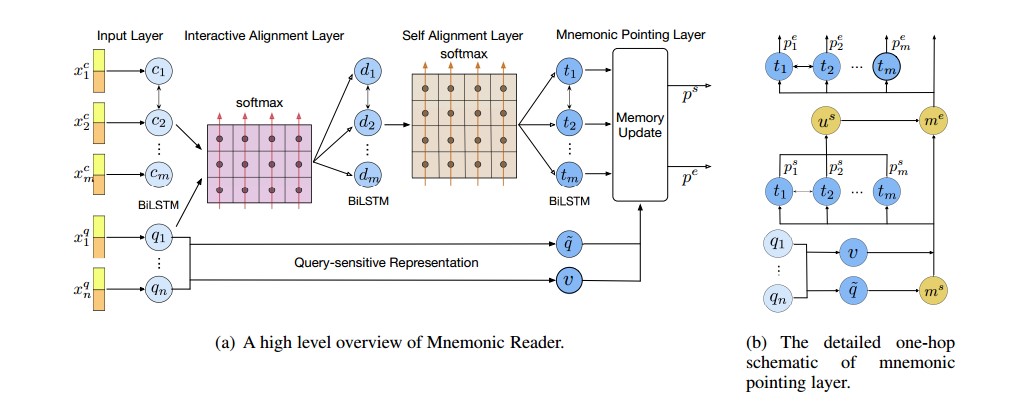 Input Layer
Interactive Alignment Layer
Self Alignment Layer
Mnemonic Pointing Layer
softmax
softmax
x_1^c
c_1
d_1
t_1
x_2^c
c_2
d_2
t_2
x_m^c
c_m
d_m
t_m
⋮
⋮
⋮
BiLSTM
BiLSTM
BiLSTM
Memory
Update
p^s
p^e
x_1^q
q_1
⋮
x_n^q
q_n
Query-sensitive Representation
q̃
v
(a) A high level overview of Mnemonic Reader.
p_1^e p_2^e p_m^e
t_1 t_2 ... t_m
u^s m^e
p_1^s p_2^s p_m^s
t_1 t_2 ... t_m
q_1
⋮
q_n
v
q̃
m^s
(b) The detailed one-hop
schematic of mnemonic
pointing layer.